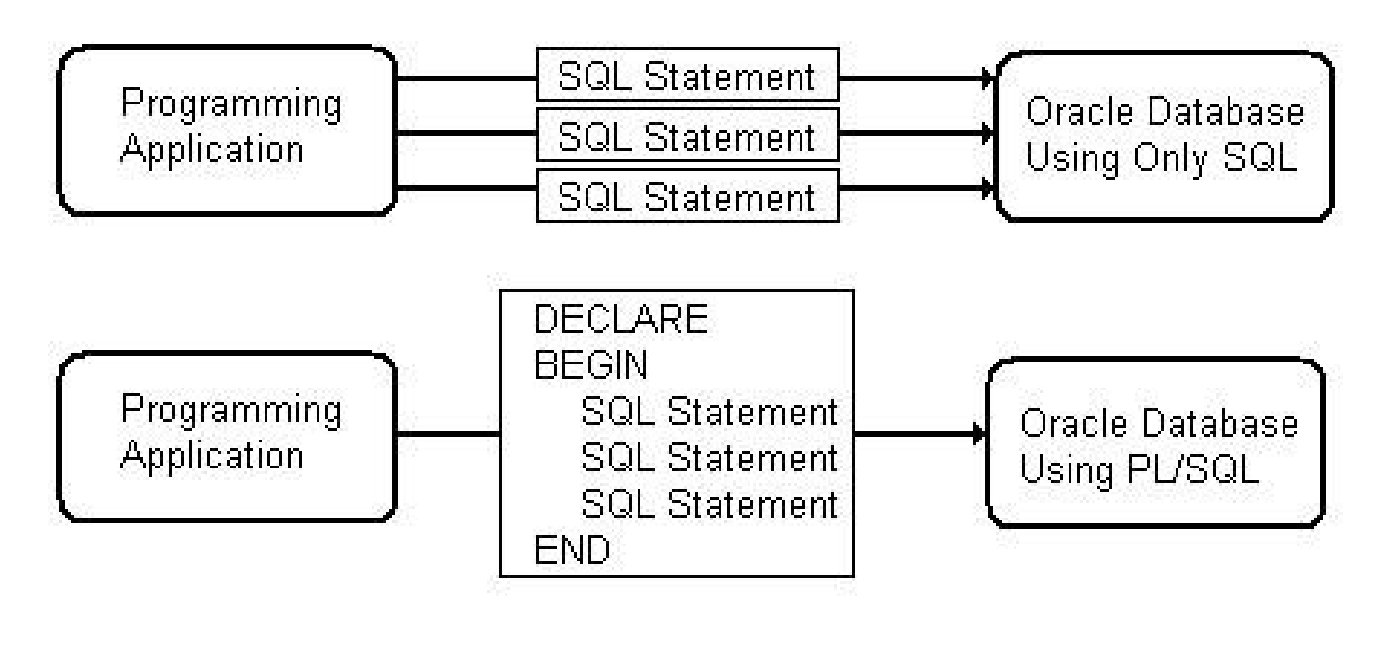 Programming
Application
SQL Statement
SQL Statement
SQL Statement
Oracle Database
Using Only SQL
Programming
Application
DECLARE
BEGIN
SQL Statement
SQL Statement
SQL Statement
END
Oracle Database
Using PL/SQL